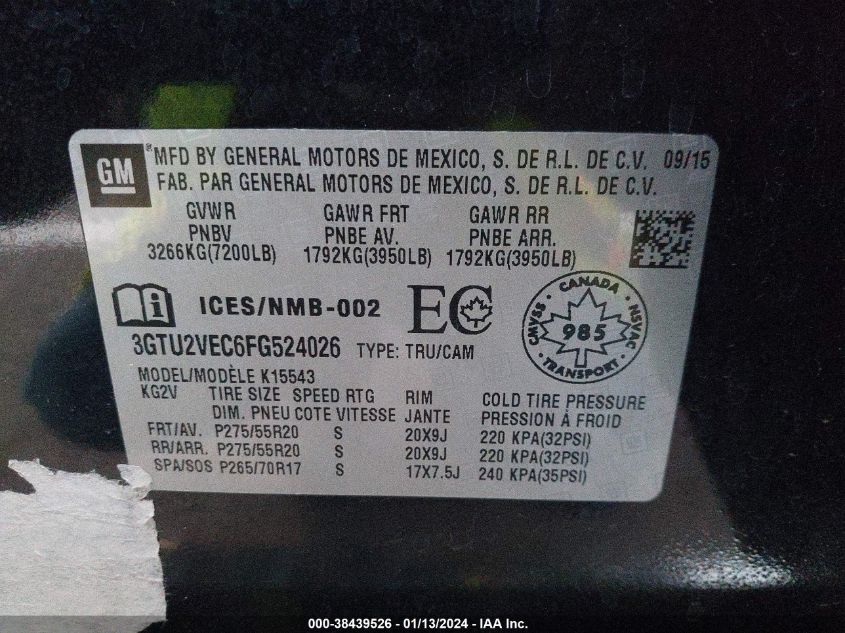 GM
MFD BY GENERAL MOTORS DE MEXICO, S. DE R.L. DE C.V. 09/15
FAB. PAR GENERAL MOTORS DE MEXICO, S. DE R.L. DE C.V.
GVWR GAWR FRT GAWR RR
PNBV PNBE AV. PNBE ARR.
3266KG(7200LB) 1792KG(3950LB) 1792KG(3950LB)
i ICES/NMB-002 EC
CANADA CMVSS NSVAC 985 TRANSPORT
3GTU2VEC6FG524026 TYPE: TRU/CAM
MODEL/MODÈLE K15543
KG2V TIRE SIZE SPEED RTG RIM COLD TIRE PRESSURE
DIM. PNEU COTE VITESSE JANTE PRESSION À FROID
FRT/AV. P275/55R20 S 20X9J 220 KPA(32PSI)
RR/ARR. P275/55R20 S 20X9J 220 KPA(32PSI)
SPA/SOS P265/70R17 S 17X7.5J 240 KPA(35PSI)
000-38439526 - 01/13/2024 - IAA Inc.